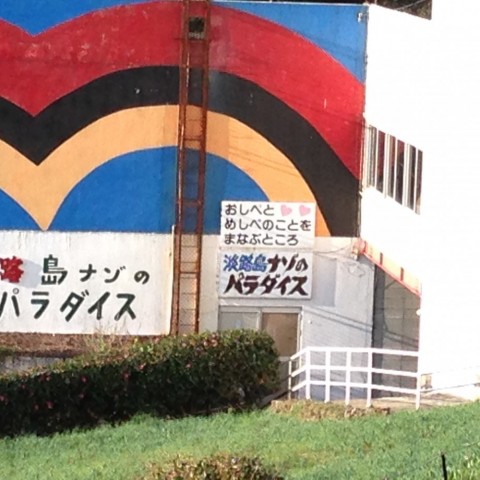 おしべと
めしべのことを
まなぶところ
淡路島ナゾの
パラダイス
路島ナゾの
パラダイス